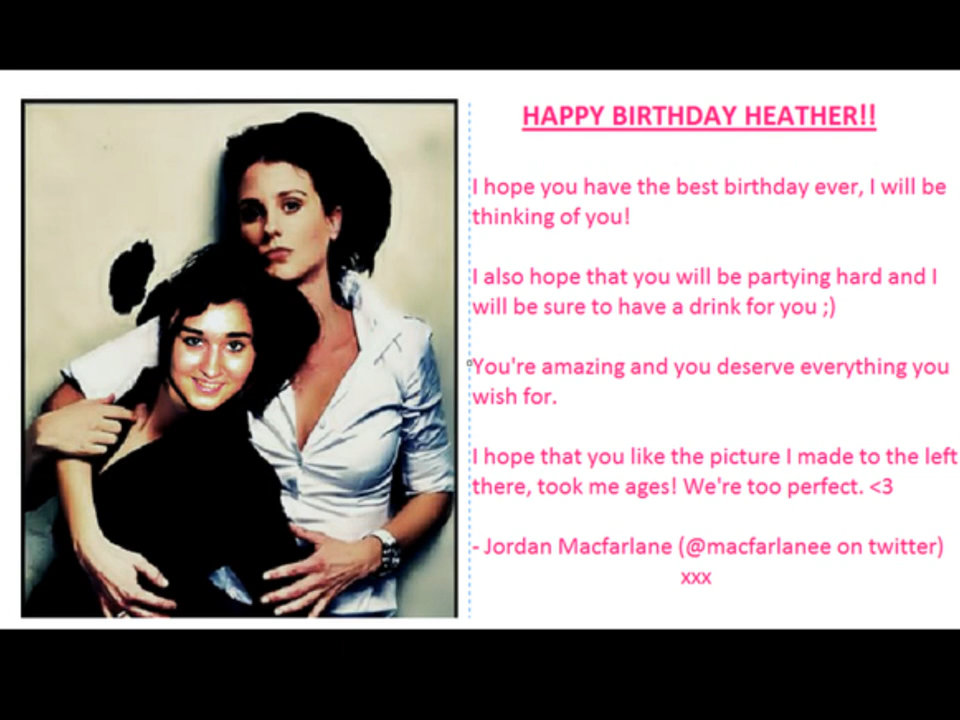 HAPPY BIRTHDAY HEATHER!!
I hope you have the best birthday ever, I will be
thinking of you!
I also hope that you will be partying hard and I
will be sure to have a drink for you ;)
You're amazing and you deserve everything you
wish for.
I hope that you like the picture I made to the left
there, took me ages! We're too perfect. <3
- Jordan Macfarlane (@macfarlanee on twitter)
xxx